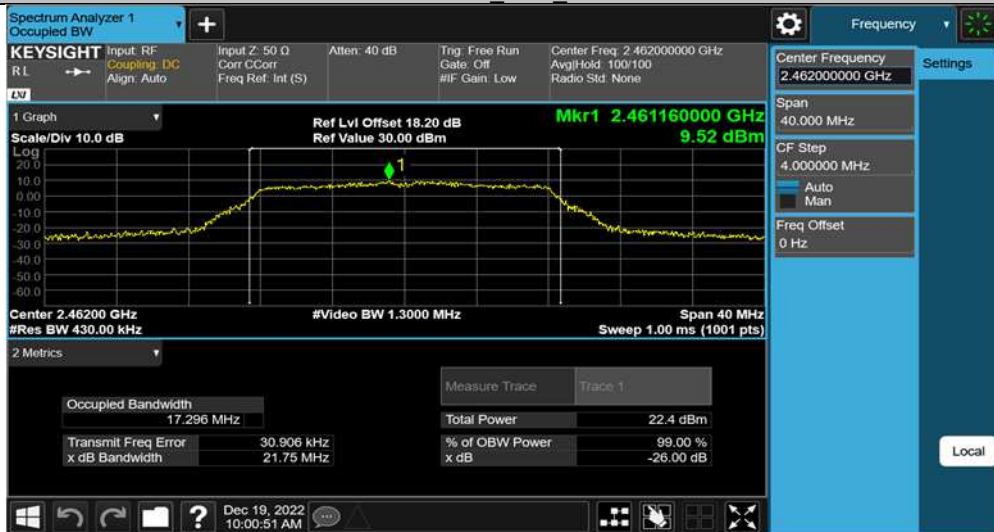 Spectrum Analyzer 1
Occupied BW
Frequency
KEYSIGHT
RL
LXI
Input: RF
Coupling: DC
Align: Auto
Input Z: 50 Ω
Corr CCorr
Freq Ref: Int (S)
Atten: 40 dB
Trig: Free Run
Gate: Off
#IF Gain: Low
Center Freq: 2.462000000 GHz
Avg|Hold: 100/100
Radio Std: None
1 Graph
Scale/Div 10.0 dB
Ref Lvl Offset 18.20 dB
Ref Value 30.00 dBm
Mkr1 2.461160000 GHz
9.52 dBm
Log
20.0
10.0
0.00
-10.0
-20.0
-30.0
-40.0
-50.0
-60.0
1
Center 2.46200 GHz
#Res BW 430.00 kHz
#Video BW 1.3000 MHz
Span 40 MHz
Sweep 1.00 ms (1001 pts)
2 Metrics
Measure Trace Trace 1
Occupied Bandwidth
17.296 MHz
Total Power 22.4 dBm
Transmit Freq Error 30.906 kHz
% of OBW Power 99.00 %
x dB Bandwidth 21.75 MHz
x dB -26.00 dB
Center Frequency
2.462000000 GHz
Settings
Span
40.000 MHz
CF Step
4.000000 MHz
Auto
Man
Freq Offset
0 Hz
Local
?
Dec 19, 2022
10:00:51 AM